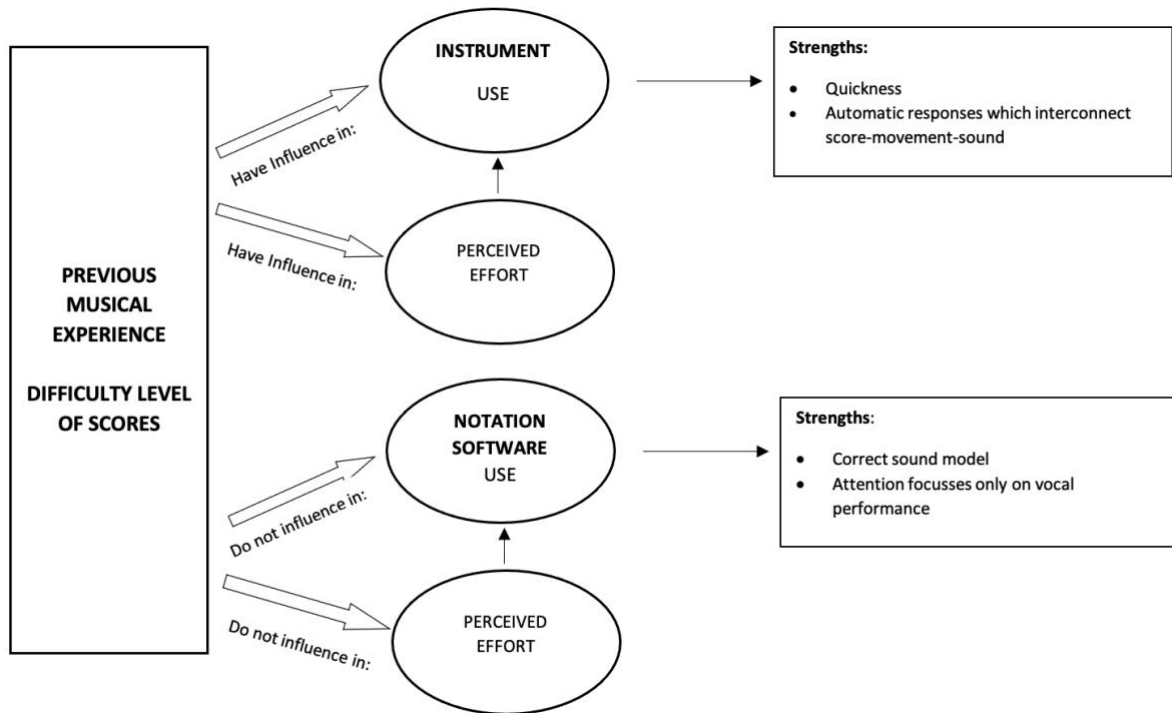 PREVIOUS
MUSICAL
EXPERIENCE
DIFFICULTY LEVEL
OF SCORES
Have Influence in:
Have Influence in:
INSTRUMENT
USE
PERCEIVED
EFFORT
Strengths:
• Quickness
• Automatic responses which interconnect
score-movement-sound
Do not influence in:
Do not influence in:
NOTATION
SOFTWARE
USE
PERCEIVED
EFFORT
Strengths:
• Correct sound model
• Attention focusses only on vocal
performance